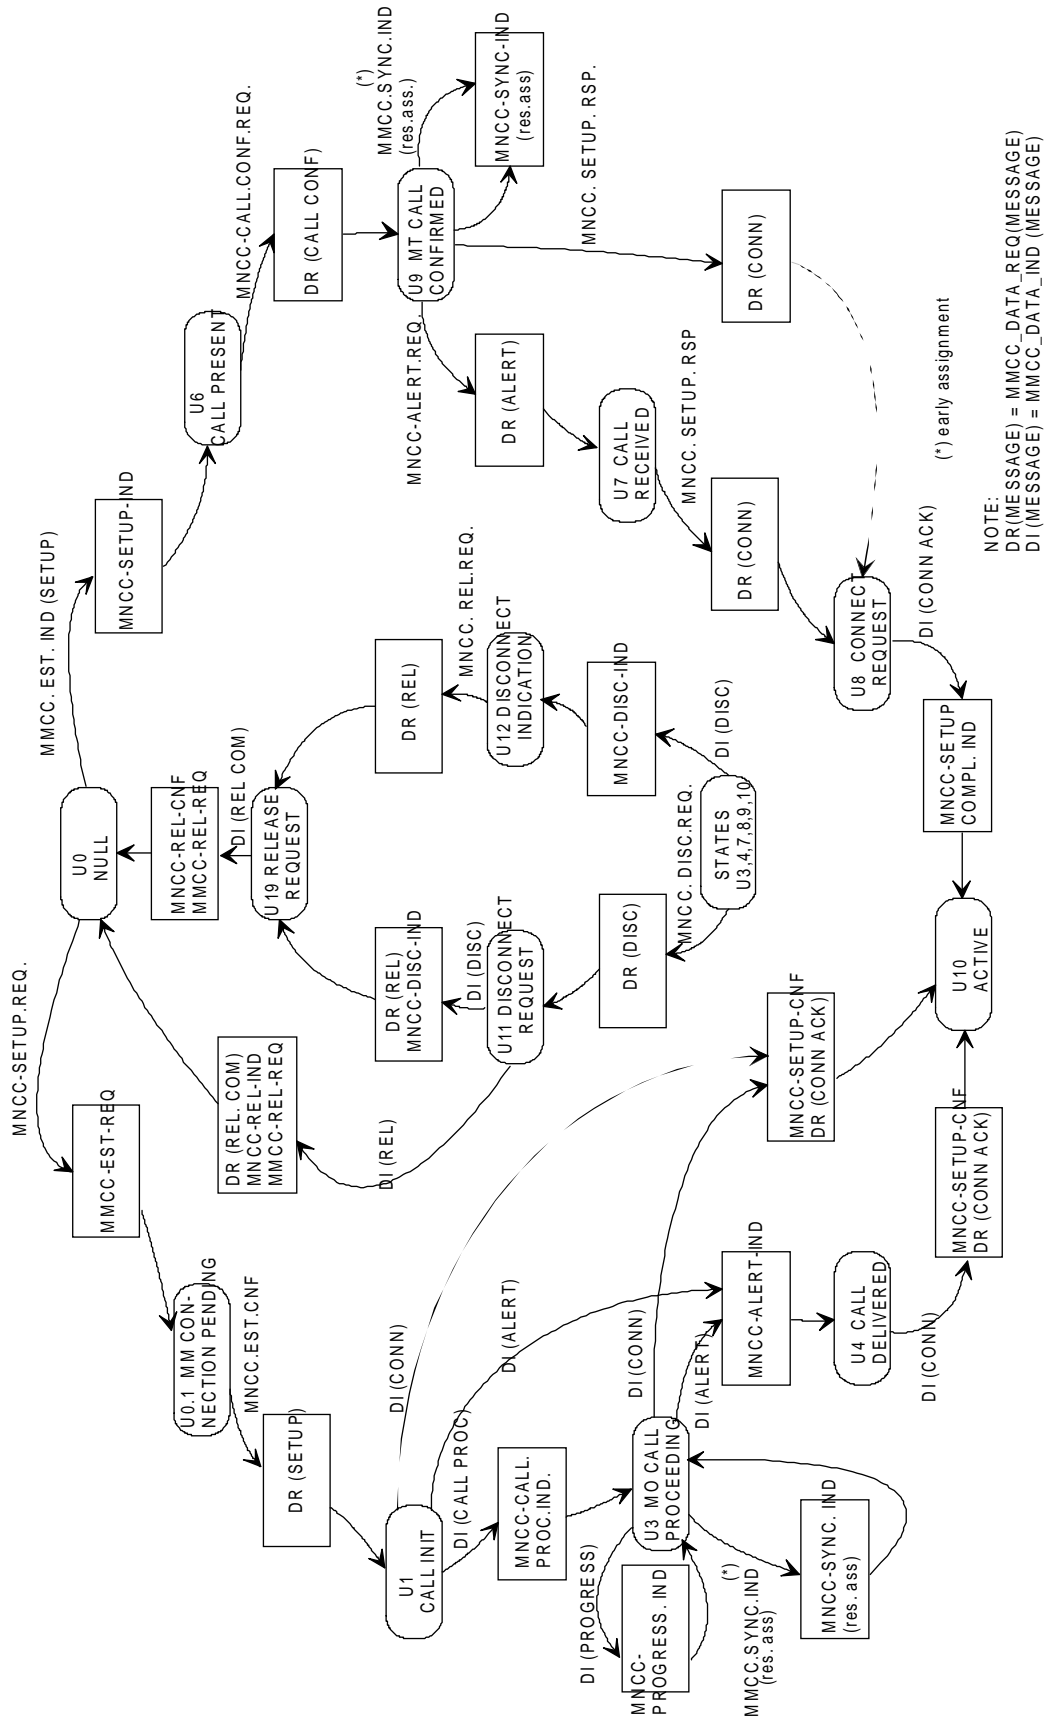 MNCC-SETUP.REQ.
MMCC. EST. IND (SETUP)
U0
NULL
MMCC-EST-REQ
MNCC-SETUP-IND
U0.1 MM CON-
NECTION PENDING
MNCC.EST.CNF
DR (REL. COM)
MNCC-REL-IND
MMCC-REL-REQ
MNCC-REL-CNF
MMCC-REL-REQ
DI (REL COM)
U6
CALL PRESENT
MNCC-CALL.CONF.REQ.
DR (SETUP)
U19 RELEASE
REQUEST
DR (CALL CONF)
DI (REL)
U1
CALL INIT
DI (CONN)
DI (CALL PROC)
DI (ALERT)
DR (REL)
MNCC-DISC-IND
DI (DISC)
DR (REL)
MNCC. REL.REQ.
MNCC-ALERT.REQ.
U9 MT CALL
CONFIRMED
(*)
MMCC.SYNC.IND
(res.ass.)
MNCC-CALL.
PROC.IND.
U11 DISCONNECT
REQUEST
U12 DISCONNECT
INDICATION
DR (ALERT)
MNCC-SYNC-IND
(res.ass)
MNCC. SETUP. RSP.
DI (PROGRESS)
MNCC-
PROGRESS. IND
U3 MO CALL
PROCEEDING
DI (CONN)
DI (ALERT)
DR (DISC)
MNCC-DISC-IND
U7 CALL
RECEIVED
MNCC. SETUP. RSP
MNCC. DISC.REQ.
STATES
U3,4,7,8,9,10
DI (DISC)
DR (CONN)
DR (CONN)
MMCC.SYNC.IND
(*)
(res.ass)
MNCC-ALERT-IND
MNCC-SETUP-CNF
DR (CONN ACK)
MNCC-SYNC. IND
(res. ass)
U4 CALL
DELIVERED
DI (CONN)
U8 CONNECT
REQUEST
DI (CONN ACK)
MNCC-SETUP-CNF
DR (CONN ACK)
U10
ACTIVE
MNCC-SETUP
COMPL. IND
(*) early assignment
NOTE:
DR(MESSAGE) = MMCC_DATA_REQ(MESSAGE)
DI (MESSAGE) = MMCC_DATA_IND (MESSAGE)